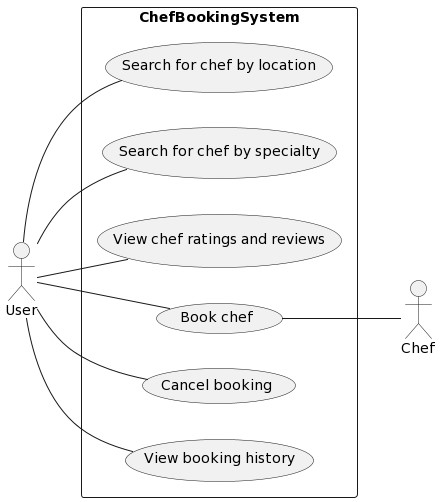 ChefBookingSystem
Search for chef by location
Search for chef by specialty
View chef ratings and reviews
User
Book chef
Chef
Cancel booking
View booking history